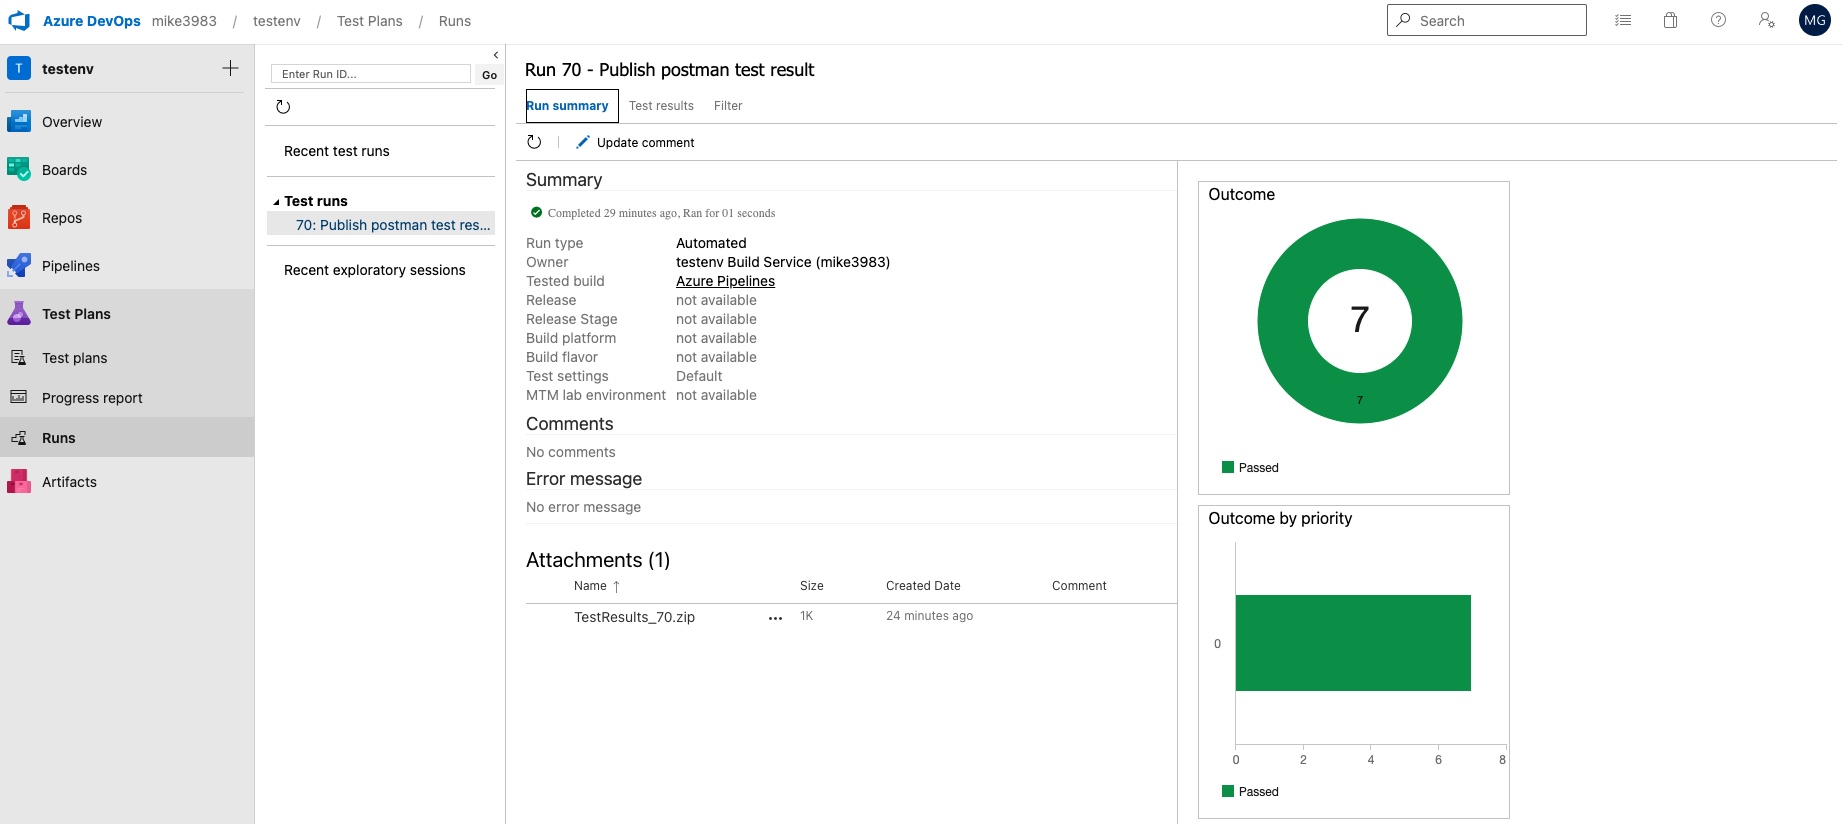 Azure DevOps mike3983 / testenv / Test Plans / Runs
Search
MG
T testenv
Overview
Boards
Repos
Pipelines
Test Plans
Test plans
Progress report
Runs
Artifacts
Enter Run ID...
Go
Recent test runs
Test runs
70: Publish postman test res...
Recent exploratory sessions
Run 70 - Publish postman test result
Run summary Test results Filter
Update comment
Summary
Completed 29 minutes ago, Ran for 01 seconds
Run type Automated
Owner testenv Build Service (mike3983)
Tested build Azure Pipelines
Release not available
Release Stage not available
Build platform not available
Build flavor not available
Test settings Default
MTM lab environment not available
Comments
No comments
Error message
No error message
Attachments (1)
Name ↑ Size Created Date Comment
TestResults_70.zip ... 1K 24 minutes ago
Outcome
7
7
Passed
Outcome by priority
0
0 2 4 6 8
Passed